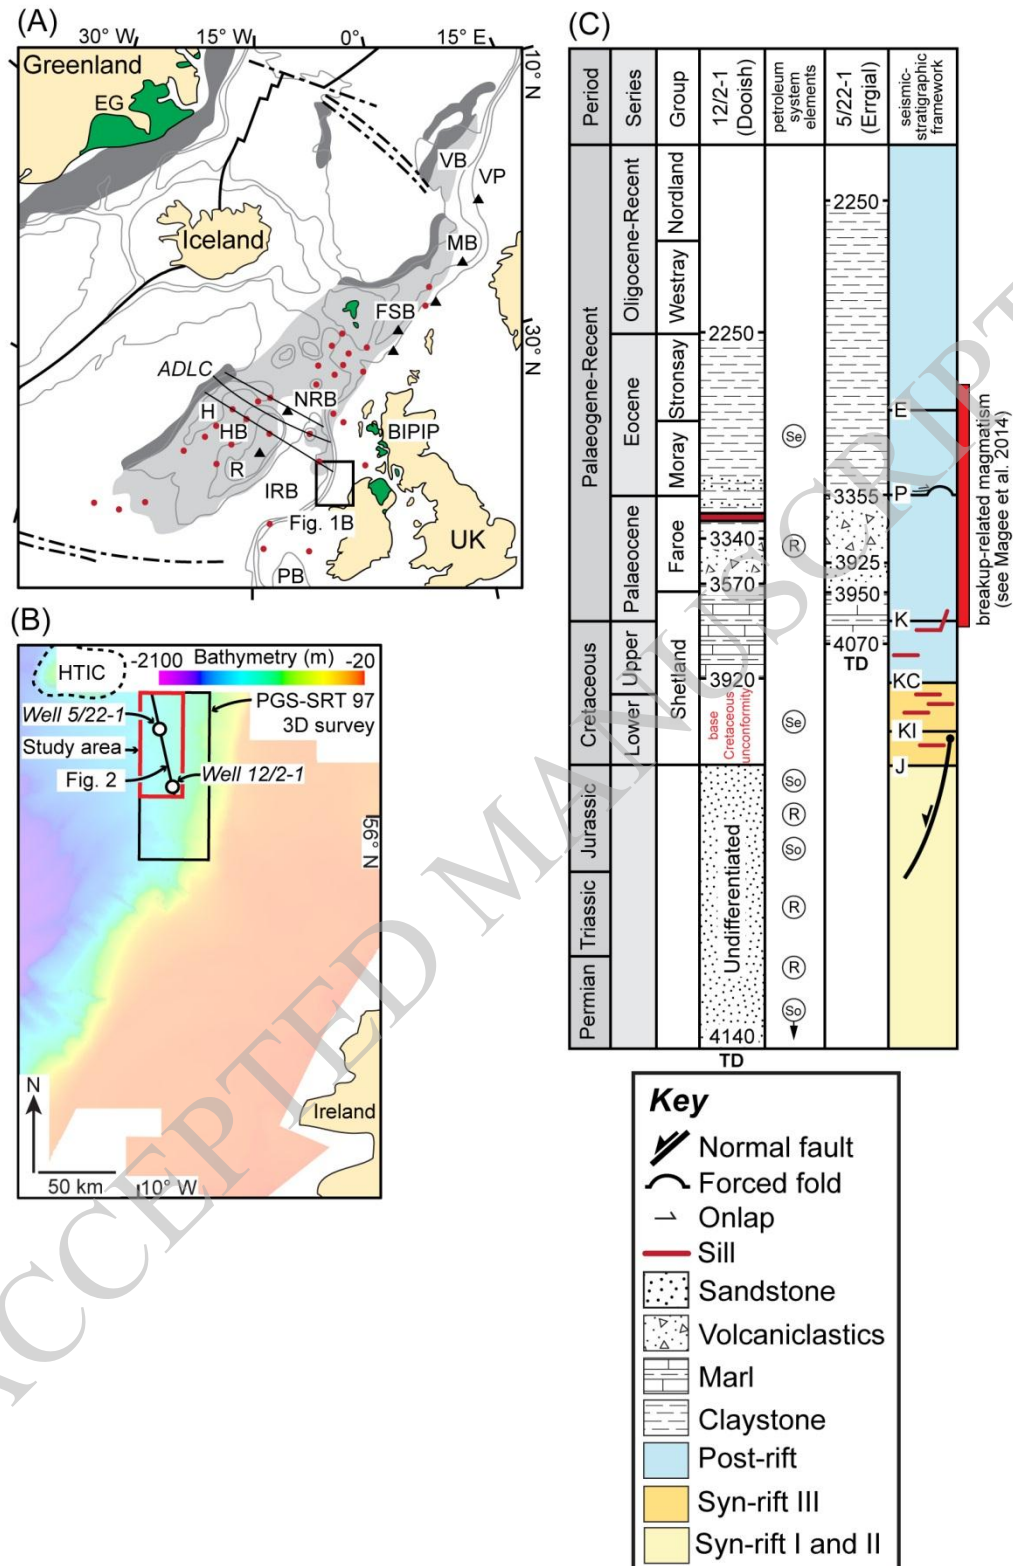 (A)
30° W
15° W
0°
15° E
10° N
Greenland
EG
VB
VP
Iceland
MB
FSB
30° N
ADLC
H
NRB
HB
BIPIP
R
IRB
Fig. 1B
UK
PB
(B)
HTIC
-2100
Bathymetry (m)
-20
PGS-SRT 97
3D survey
Well 5/22-1
Study area
Fig. 2
Well 12/2-1
56° N
N
50 km
10° W
Ireland
(C)
Period
Series
Group
12/2-1
(Dooish)
petroleum
system
elements
5/22-1
(Errgial)
seismic-
stratigraphic
framework
Palaeogene-Recent
Cretaceous
Jurassic
Triassic
Permian
Oligocene-Recent
Eocene
Palaeocene
Upper
Lower
Nordland
Westray
Stronsay
Moray
Faroe
Shetland
2250
3340
3570
3920
base
Cretaceous
unconformity
Undifferentiated
4140
TD
Se
R
Se
So
R
So
R
R
So
2250
3355
3925
3950
4070
TD
E
P
K
KC
KI
J
breakup-related magmatism
(see Magee et al. 2014)
Key
Normal fault
Forced fold
Onlap
Sill
Sandstone
Volcaniclastics
Marl
Claystone
Post-rift
Syn-rift III
Syn-rift I and II
ACCEPTED MANUSCRIPT